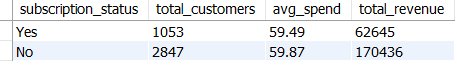 subscription_status total_customers avg_spend total_revenue
Yes 1053 59.49 62645
No 2847 59.87 170436